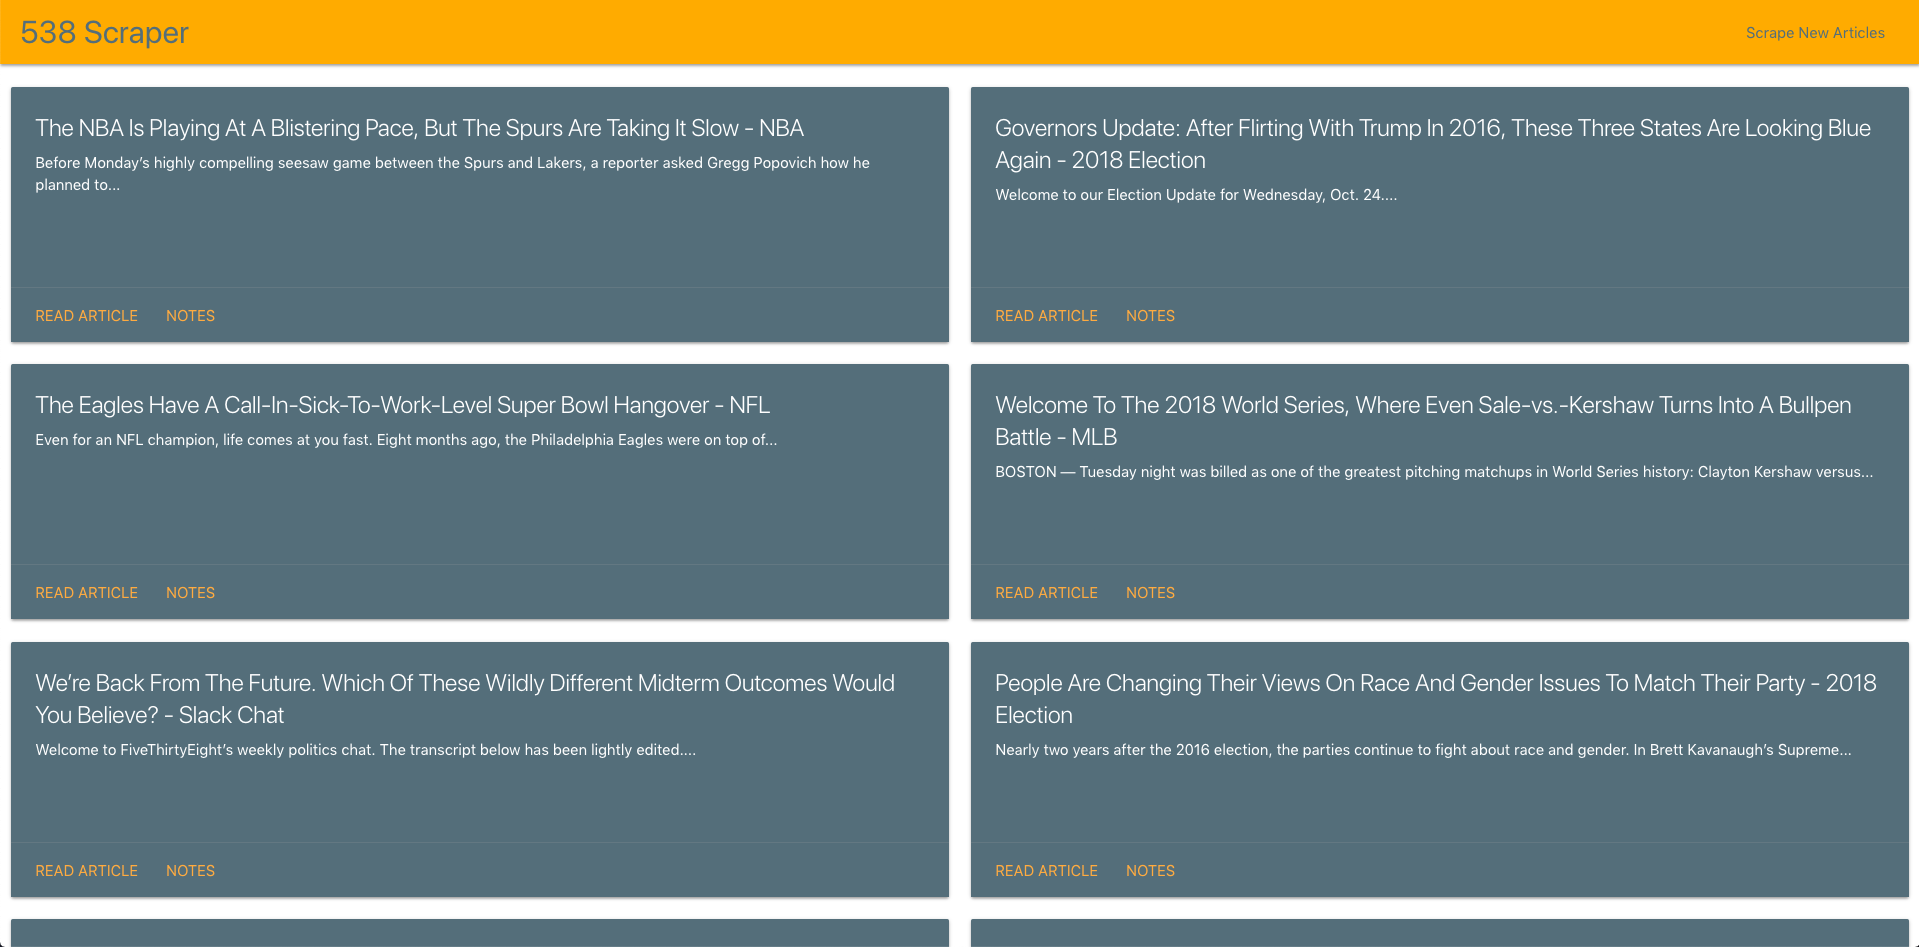 538 Scraper
Scrape New Articles
The NBA Is Playing At A Blistering Pace, But The Spurs Are Taking It Slow - NBA
Before Monday’s highly compelling seesaw game between the Spurs and Lakers, a reporter asked Gregg Popovich how he
planned to...
READ ARTICLE NOTES
Governors Update: After Flirting With Trump In 2016, These Three States Are Looking Blue
Again - 2018 Election
Welcome to our Election Update for Wednesday, Oct. 24....
READ ARTICLE NOTES
The Eagles Have A Call-In-Sick-To-Work-Level Super Bowl Hangover - NFL
Even for an NFL champion, life comes at you fast. Eight months ago, the Philadelphia Eagles were on top of...
READ ARTICLE NOTES
Welcome To The 2018 World Series, Where Even Sale-vs.-Kershaw Turns Into A Bullpen
Battle - MLB
BOSTON — Tuesday night was billed as one of the greatest pitching matchups in World Series history: Clayton Kershaw versus...
READ ARTICLE NOTES
We’re Back From The Future. Which Of These Wildly Different Midterm Outcomes Would
You Believe? - Slack Chat
Welcome to FiveThirtyEight’s weekly politics chat. The transcript below has been lightly edited....
READ ARTICLE NOTES
People Are Changing Their Views On Race And Gender Issues To Match Their Party - 2018
Election
Nearly two years after the 2016 election, the parties continue to fight about race and gender. In Brett Kavanaugh’s Supreme...
READ ARTICLE NOTES